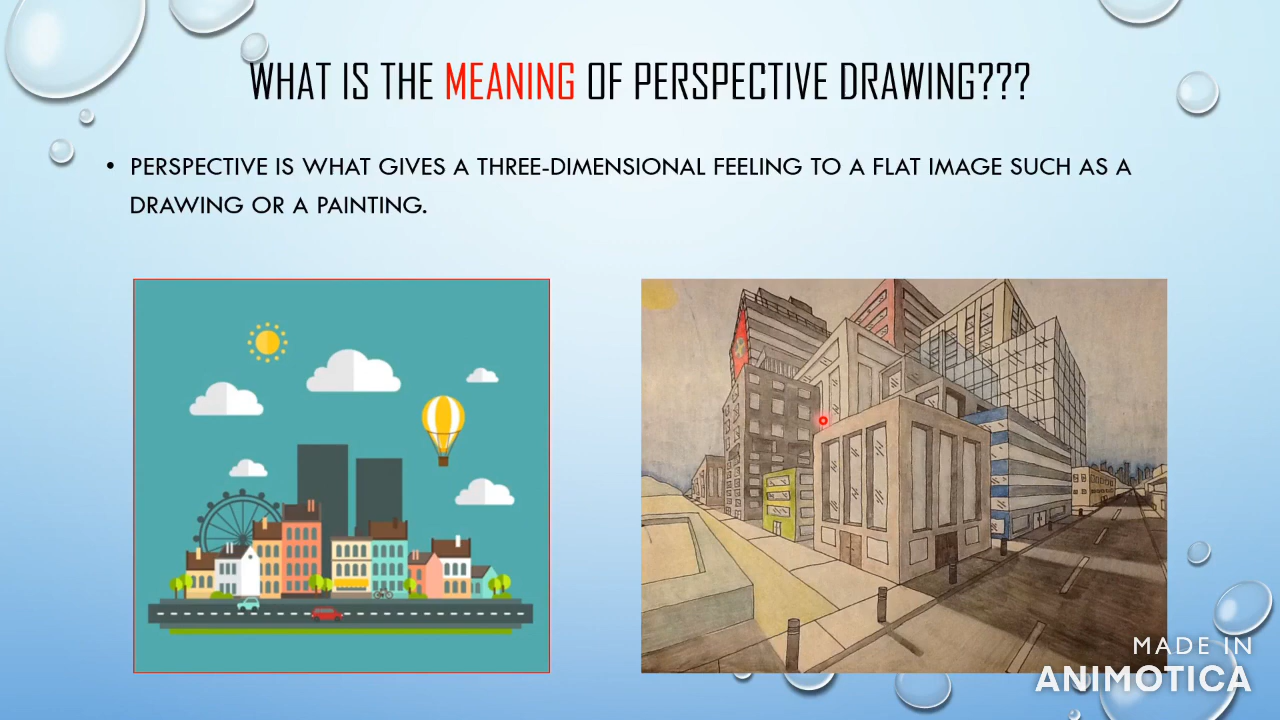 WHAT IS THE MEANING OF PERSPECTIVE DRAWING???
• PERSPECTIVE IS WHAT GIVES A THREE-DIMENSIONAL FEELING TO A FLAT IMAGE SUCH AS A
DRAWING OR A PAINTING.
MADE IN
ANIMOTICA